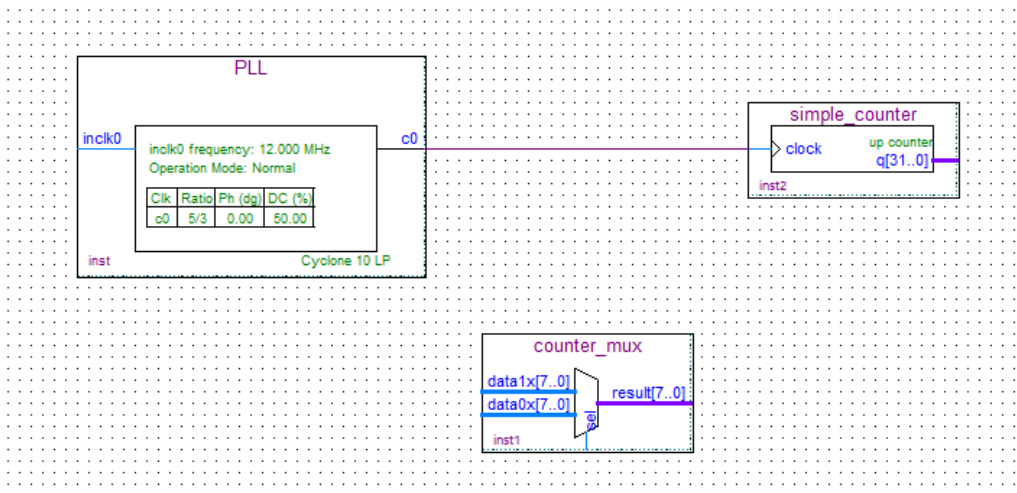 PLL
inclk0
c0
inclk0 frequency: 12.000 MHz
Operation Mode: Normal
Clk Ratio Ph (dg) DC (%)
c0 5/3 0.00 50.00
inst
Cyclone 10 LP
simple_counter
up counter
clock
q[31..0]
inst2
counter_mux
data1x[7..0]
result[7..0]
data0x[7..0]
sel
inst1